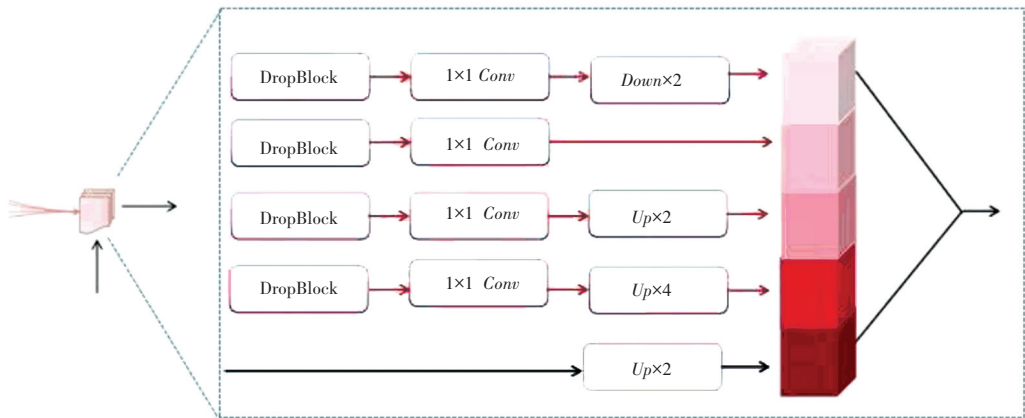 DropBlock 1×1 Conv Down×2
DropBlock 1×1 Conv
DropBlock 1×1 Conv Up×2
DropBlock 1×1 Conv Up×4
Up×2